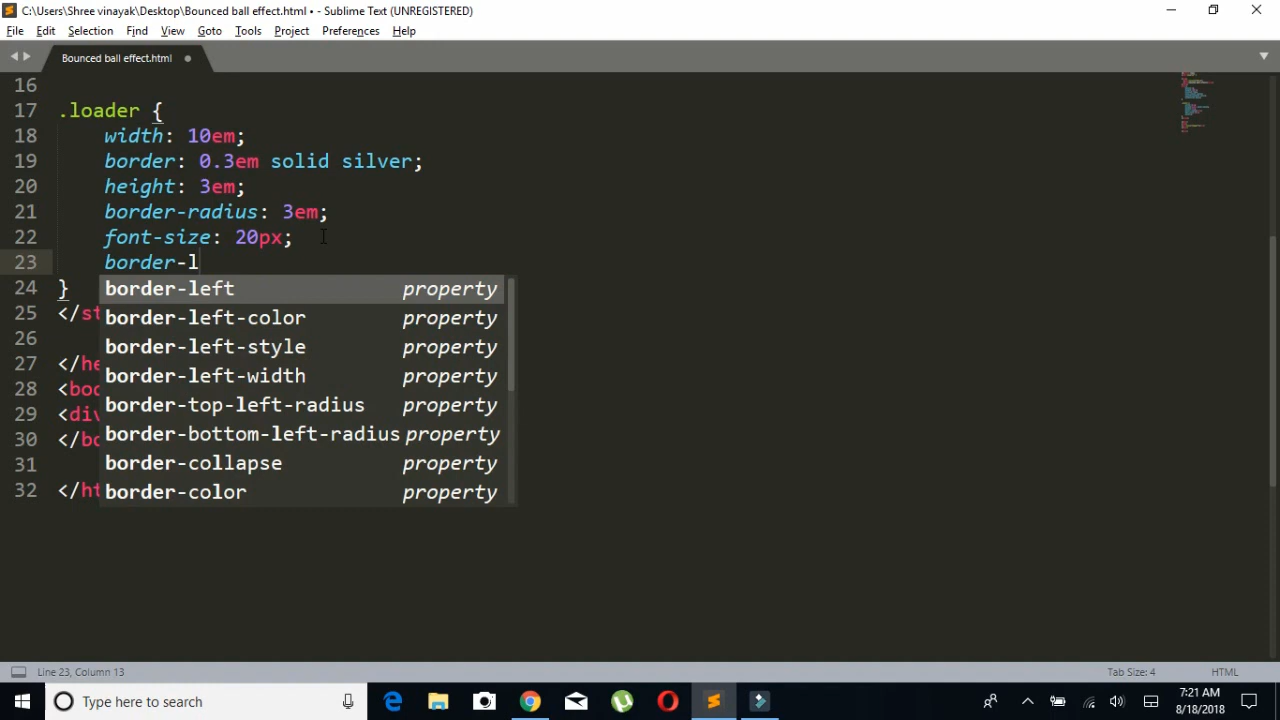 C:\Users\Shree vinayak\Desktop\Bounced ball effect.html • - Sublime Text (UNREGISTERED)
File Edit Selection Find View Goto Tools Project Preferences Help
Bounced ball effect.html
16
17 .loader {
18 width: 10em;
19 border: 0.3em solid silver;
20 height: 3em;
21 border-radius: 3em;
22 font-size: 20px;
23 border-l
24 } border-left property
25 </st border-left-color property
26 border-left-style property
27 </he border-left-width property
28 <bod border-top-left-radius property
29 <div border-bottom-left-radius property
30 </bo
31 border-collapse property
32 </ht border-color property
Line 23, Column 13 Tab Size: 4 HTML
Type here to search 7:21 AM
8/18/2018